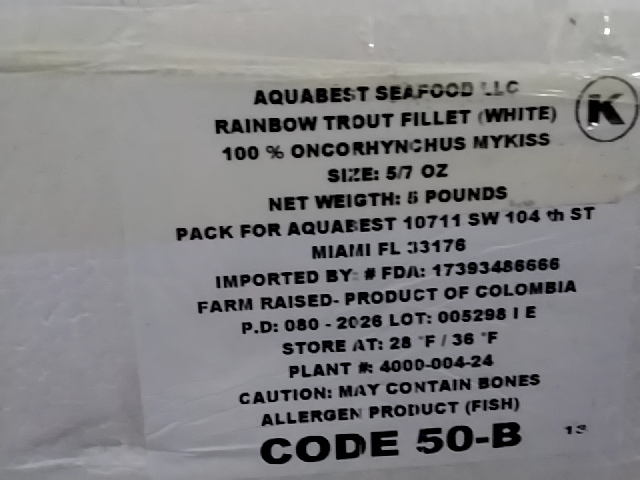 AQUABEST SEAFOOD LLC
K
RAINBOW TROUT FILLET (WHITE)
100 % ONCORHYNCHUS MYKISS
SIZE: 5/7 OZ
NET WEIGTH: 5 POUNDS
PACK FOR AQUABEST 10711 SW 104 th ST
MIAMI FL 33176
IMPORTED BY: # FDA: 17393486666
FARM RAISED- PRODUCT OF COLOMBIA
P.D: 080 - 2026 LOT: 005298 I E
STORE AT: 28 °F / 36 °F
PLANT #: 4000-004-24
CAUTION: MAY CONTAIN BONES
ALLERGEN PRODUCT (FISH)
CODE 50-B